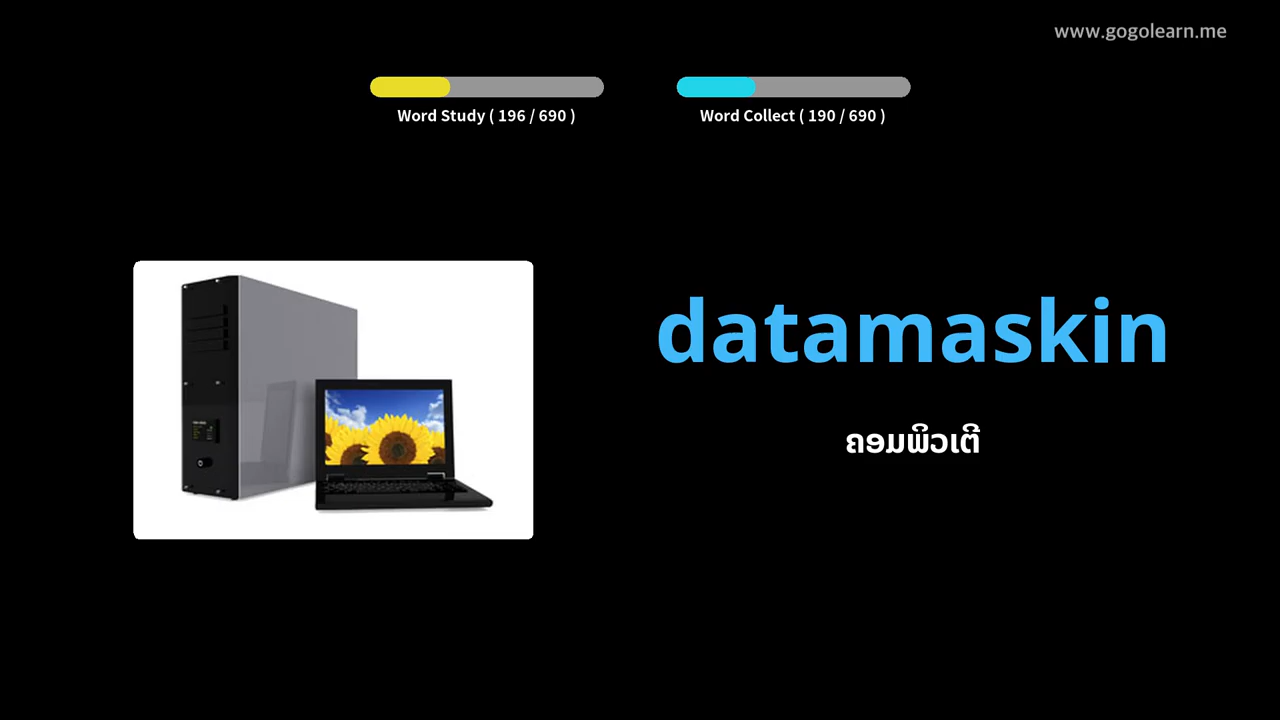 www.gogolearn.me
Word Study ( 196 / 690 )
Word Collect ( 190 / 690 )
datamaskin
ຄອມພິວເຕີ